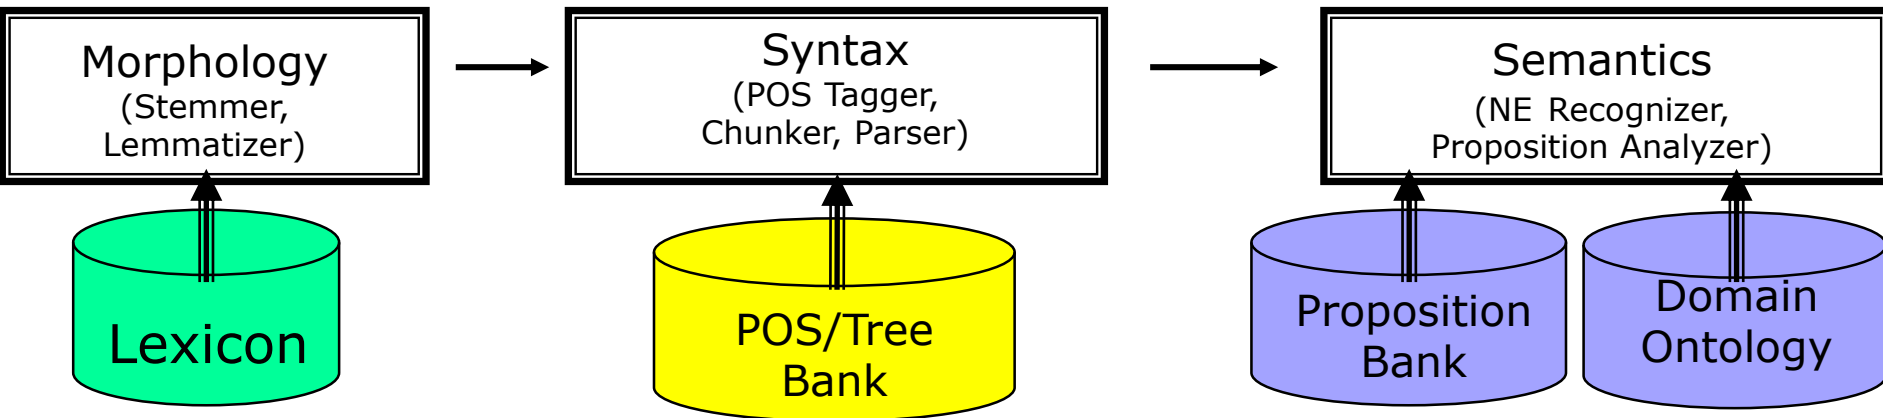 Morphology
(Stemmer,
Lemmatizer)
Syntax
(POS Tagger,
Chunker, Parser)
Semantics
(NE Recognizer,
Proposition Analyzer)
Lexicon
POS/Tree
Bank
Proposition
Bank
Domain
Ontology